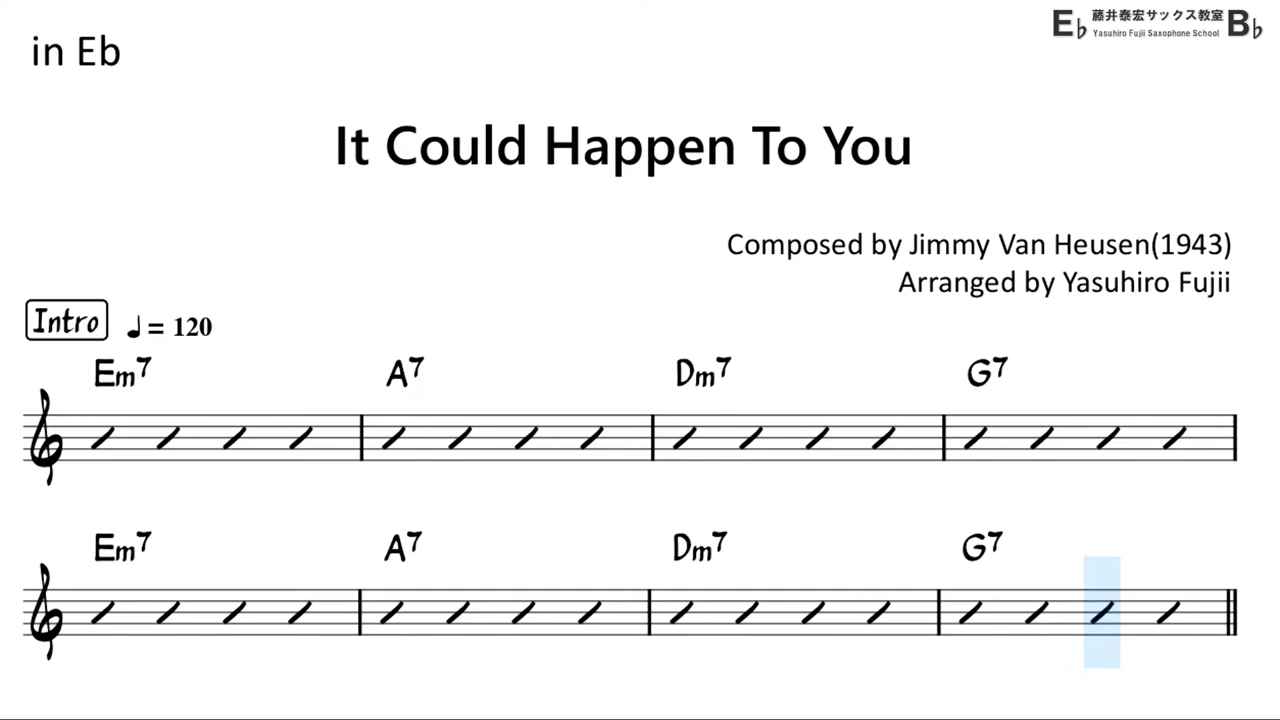 in Eb
E♭ 藤井泰宏サックス教室 B♭
Yasuhiro Fujii Saxophone School
It Could Happen To You
Composed by Jimmy Van Heusen(1943)
Arranged by Yasuhiro Fujii
Intro ♩= 120
Em7 A7 Dm7 G7
Em7 A7 Dm7 G7